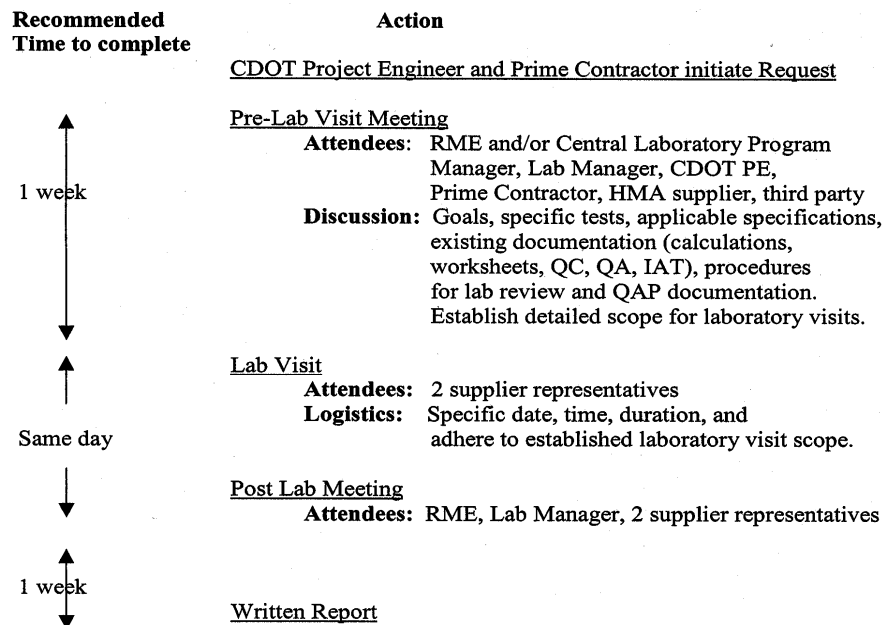 Recommended
Time to complete
Action
CDOT Project Engineer and Prime Contractor initiate Request
Pre-Lab Visit Meeting
Attendees: RME and/or Central Laboratory Program
Manager, Lab Manager, CDOT PE,
1 week
Prime Contractor, HMA supplier, third party
Discussion: Goals, specific tests, applicable specifications,
existing documentation (calculations,
worksheets, QC, QA, IAT), procedures
for lab review and QAP documentation.
Establish detailed scope for laboratory visits.
Lab Visit
Attendees: 2 supplier representatives
Logistics: Specific date, time, duration, and
Same day
adhere to established laboratory visit scope.
Post Lab Meeting
Attendees: RME, Lab Manager, 2 supplier representatives
1 week
Written Report